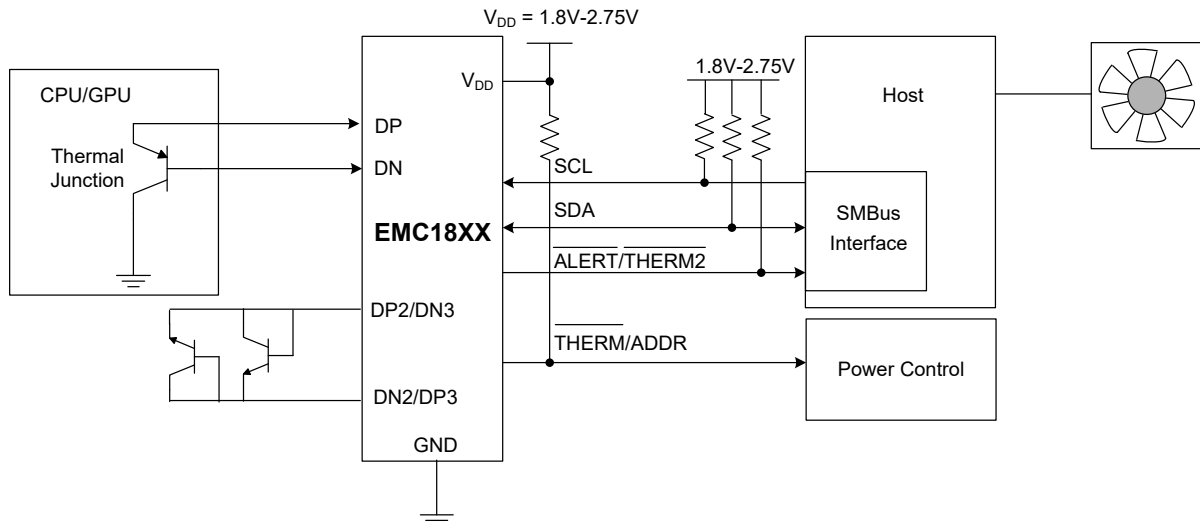 V_DD = 1.8V-2.75V
V_DD
1.8V-2.75V
CPU/GPU
Thermal
Junction
DP
DN
EMC18XX
DP2/DN3
DN2/DP3
GND
SCL
SDA
ALERT/THERM2
THERM/ADDR
Host
SMBus
Interface
Power Control